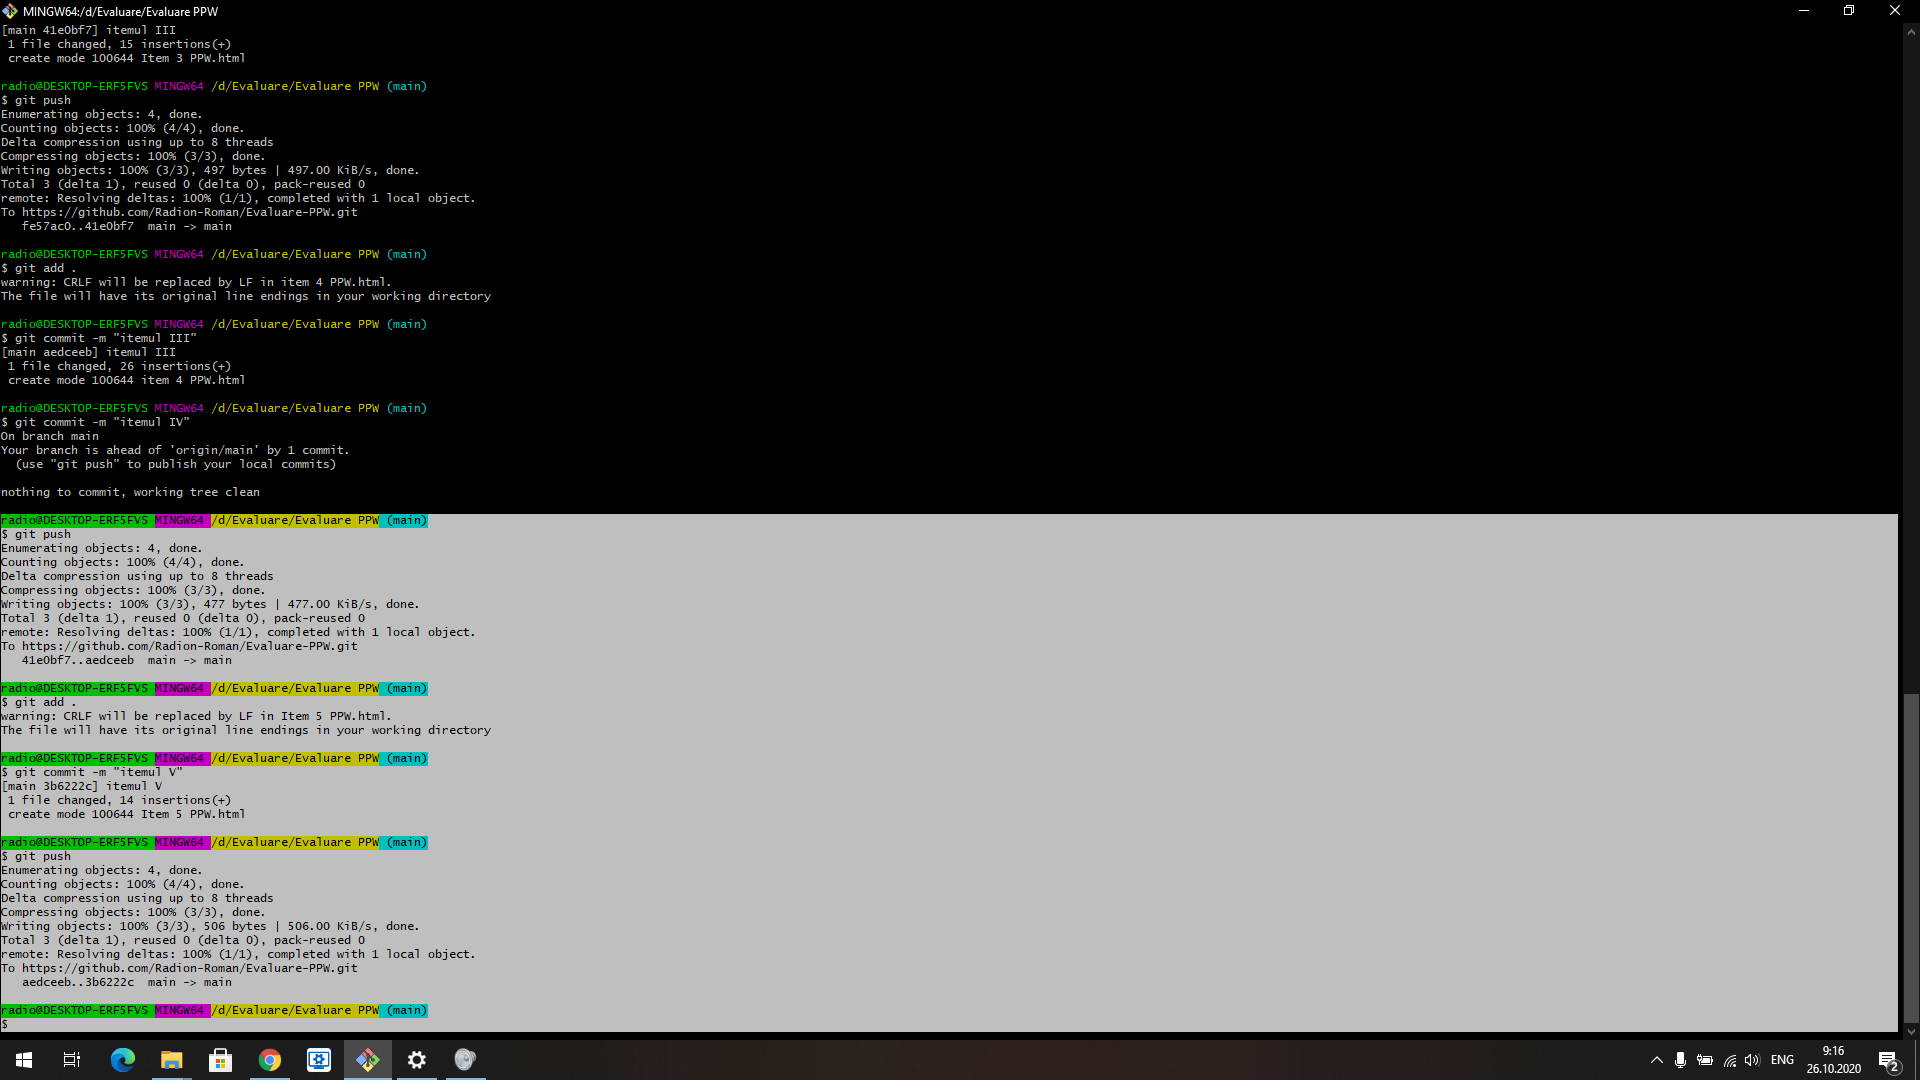 MINGW64:/d/Evaluare/Evaluare PPW
[main 41e0bf7] itemul III
 1 file changed, 15 insertions(+)
 create mode 100644 Item 3 PPW.html
radio@DESKTOP-ERF5FVS MINGW64 /d/Evaluare/Evaluare PPW (main)
$ git push
Enumerating objects: 4, done.
Counting objects: 100% (4/4), done.
Delta compression using up to 8 threads
Compressing objects: 100% (3/3), done.
Writing objects: 100% (3/3), 497 bytes | 497.00 KiB/s, done.
Total 3 (delta 1), reused 0 (delta 0), pack-reused 0
remote: Resolving deltas: 100% (1/1), completed with 1 local object.
To https://github.com/Radion-Roman/Evaluare-PPW.git
   fe57ac0..41e0bf7  main -> main
radio@DESKTOP-ERF5FVS MINGW64 /d/Evaluare/Evaluare PPW (main)
$ git add .
warning: CRLF will be replaced by LF in item 4 PPW.html.
The file will have its original line endings in your working directory
radio@DESKTOP-ERF5FVS MINGW64 /d/Evaluare/Evaluare PPW (main)
$ git commit -m "itemul III"
[main aedceeb] itemul III
 1 file changed, 26 insertions(+)
 create mode 100644 item 4 PPW.html
radio@DESKTOP-ERF5FVS MINGW64 /d/Evaluare/Evaluare PPW (main)
$ git commit -m "itemul IV"
On branch main
Your branch is ahead of 'origin/main' by 1 commit.
  (use "git push" to publish your local commits)
nothing to commit, working tree clean
radio@DESKTOP-ERF5FVS MINGW64 /d/Evaluare/Evaluare PPW (main)
$ git push
Enumerating objects: 4, done.
Counting objects: 100% (4/4), done.
Delta compression using up to 8 threads
Compressing objects: 100% (3/3), done.
Writing objects: 100% (3/3), 477 bytes | 477.00 KiB/s, done.
Total 3 (delta 1), reused 0 (delta 0), pack-reused 0
remote: Resolving deltas: 100% (1/1), completed with 1 local object.
To https://github.com/Radion-Roman/Evaluare-PPW.git
   41e0bf7..aedceeb  main -> main
radio@DESKTOP-ERF5FVS MINGW64 /d/Evaluare/Evaluare PPW (main)
$ git add .
warning: CRLF will be replaced by LF in Item 5 PPW.html.
The file will have its original line endings in your working directory
radio@DESKTOP-ERF5FVS MINGW64 /d/Evaluare/Evaluare PPW (main)
$ git commit -m "itemul V"
[main 3b6222c] itemul V
 1 file changed, 14 insertions(+)
 create mode 100644 Item 5 PPW.html
radio@DESKTOP-ERF5FVS MINGW64 /d/Evaluare/Evaluare PPW (main)
$ git push
Enumerating objects: 4, done.
Counting objects: 100% (4/4), done.
Delta compression using up to 8 threads
Compressing objects: 100% (3/3), done.
Writing objects: 100% (3/3), 506 bytes | 506.00 KiB/s, done.
Total 3 (delta 1), reused 0 (delta 0), pack-reused 0
remote: Resolving deltas: 100% (1/1), completed with 1 local object.
To https://github.com/Radion-Roman/Evaluare-PPW.git
   aedceeb..3b6222c  main -> main
radio@DESKTOP-ERF5FVS MINGW64 /d/Evaluare/Evaluare PPW (main)
$
ENG
9:16
26.10.2020
2